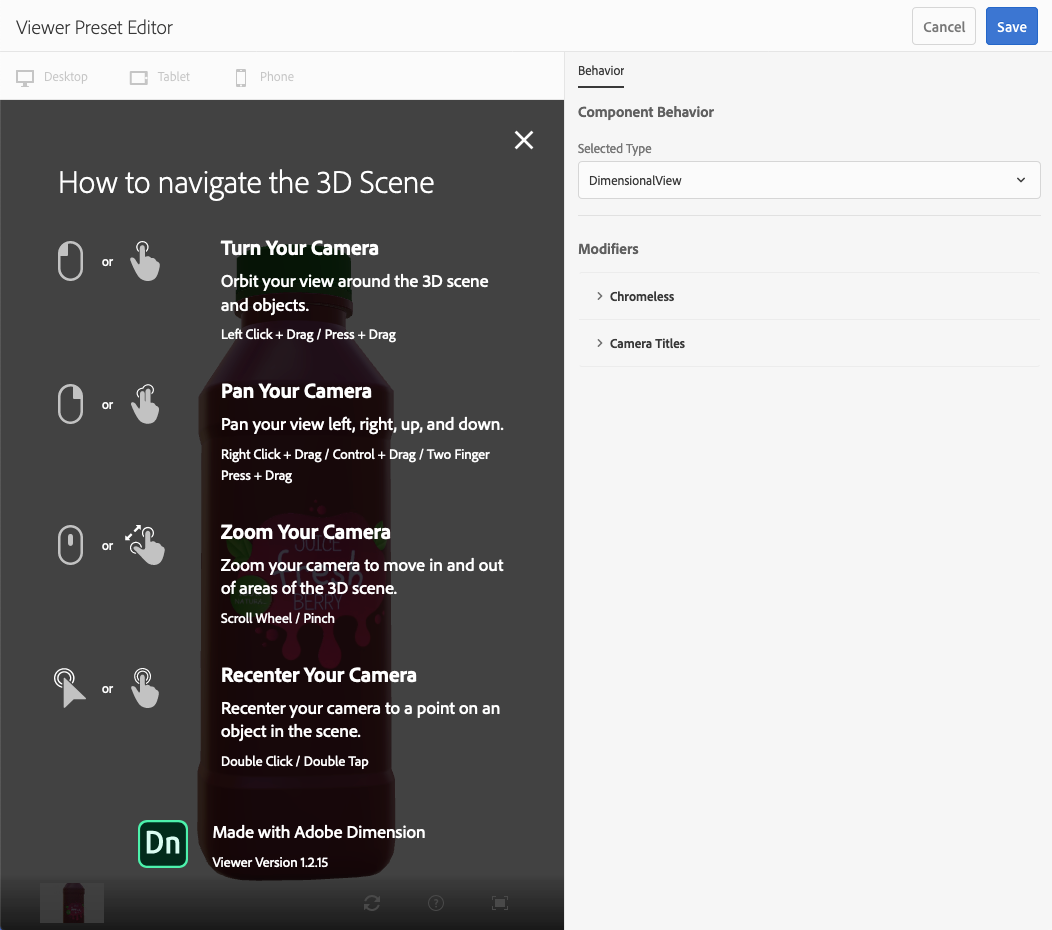 Viewer Preset Editor
Cancel
Save
Desktop
Tablet
Phone
Behavior
Component Behavior
Selected Type
DimensionalView
Modifiers
Chromeless
Camera Titles
How to navigate the 3D Scene
or
Turn Your Camera
Orbit your view around the 3D scene
and objects.
Left Click + Drag / Press + Drag
or
Pan Your Camera
Pan your view left, right, up, and down.
Right Click + Drag / Control + Drag / Two Finger
Press + Drag
or
Zoom Your Camera
Zoom your camera to move in and out
of areas of the 3D scene.
Scroll Wheel / Pinch
JUICE
fresh
BERRY
or
Recenter Your Camera
Recenter your camera to a point on an
object in the scene.
Double Click / Double Tap
Dn
Made with Adobe Dimension
Viewer Version 1.2.15
?